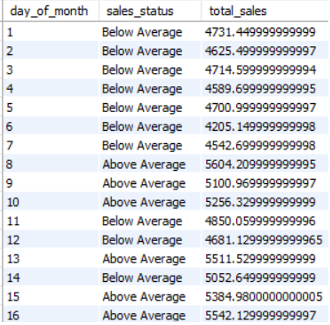 day_of_month sales_status total_sales
1 Below Average 4731.449999999999
2 Below Average 4625.499999999997
3 Below Average 4714.599999999994
4 Below Average 4589.699999999995
5 Below Average 4700.999999999997
6 Below Average 4205.149999999998
7 Below Average 4542.699999999998
8 Above Average 5604.209999999995
9 Above Average 5100.969999999997
10 Above Average 5256.329999999999
11 Below Average 4850.059999999996
12 Below Average 4681.1299999999965
13 Above Average 5511.529999999999
14 Below Average 5052.649999999999
15 Above Average 5384.9800000000005
16 Above Average 5542.129999999997